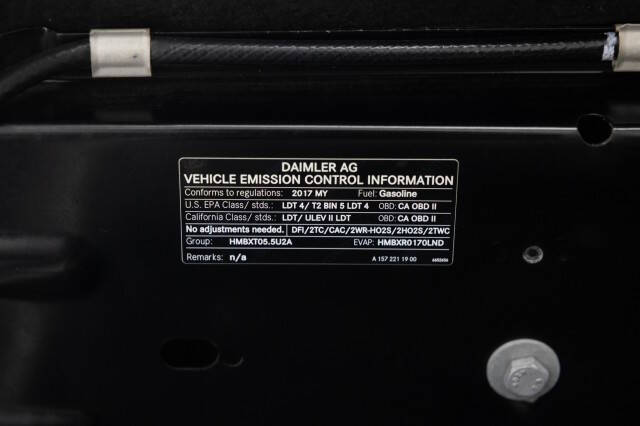 DAIMLER AG
VEHICLE EMISSION CONTROL INFORMATION
Conforms to regulations: 2017 MY Fuel: Gasoline
U.S. EPA Class/ stds.: LDT 4/ T2 BIN 5 LDT 4 OBD: CA OBD II
California Class/ stds.: LDT/ ULEV II LDT OBD: CA OBD II
No adjustments needed. DFI/2TC/CAC/2WR-HO2S/2HO2S/2TWC
Group: HMBXT05.5U2A EVAP: HMBXR0170LND
Remarks: n/a A 157 221 19 00